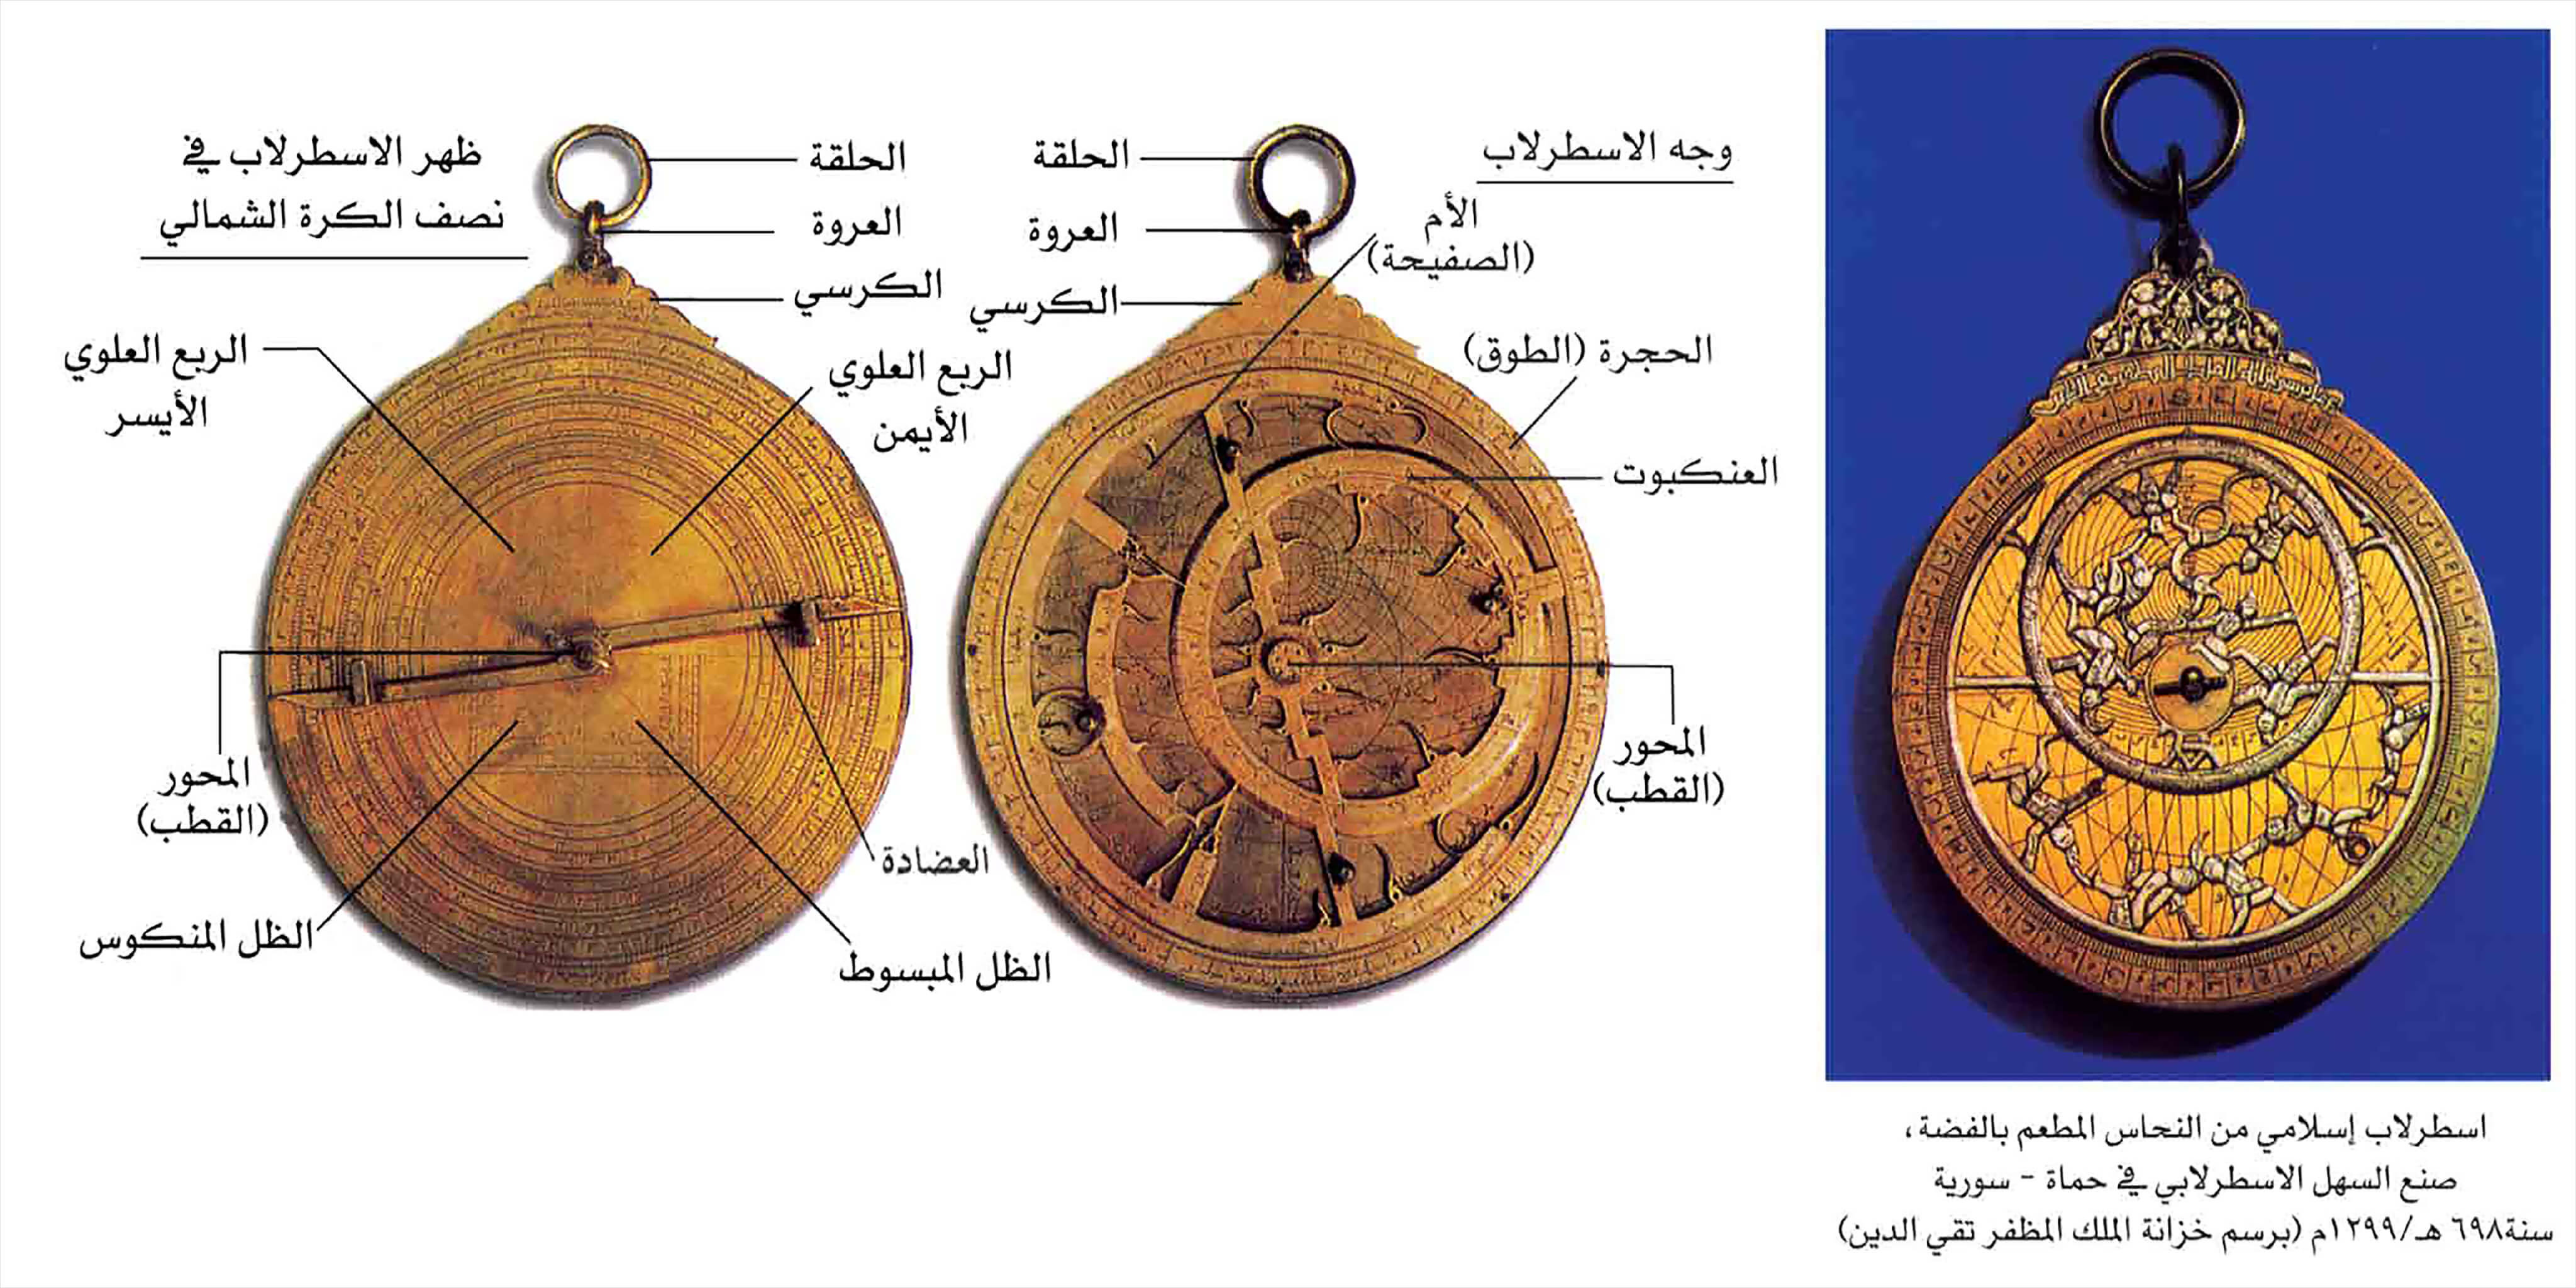 وجه الاسطرلاب
الحلقة
العروة
الكرسي
الأم
(الصفيحة)
الحجرة (الطوق)
العنكبوت
المحور
(القطب)
ظهر الاسطرلاب في
نصف الكرة الشمالي
الحلقة
العروة
الكرسي
الربع العلوي
الأيمن
الربع العلوي
الأيسر
المحور
(القطب)
العضادة
الظل المنكوس
الظل المبسوط
اسطرلاب إسلامي من النحاس المطعم بالفضة،
صنع السهل الاسطرلابي في حماة - سورية
سنة٦٩٨ هـ/١٢٩٩م (برسم خزانة الملك المظفر تقي الدين)